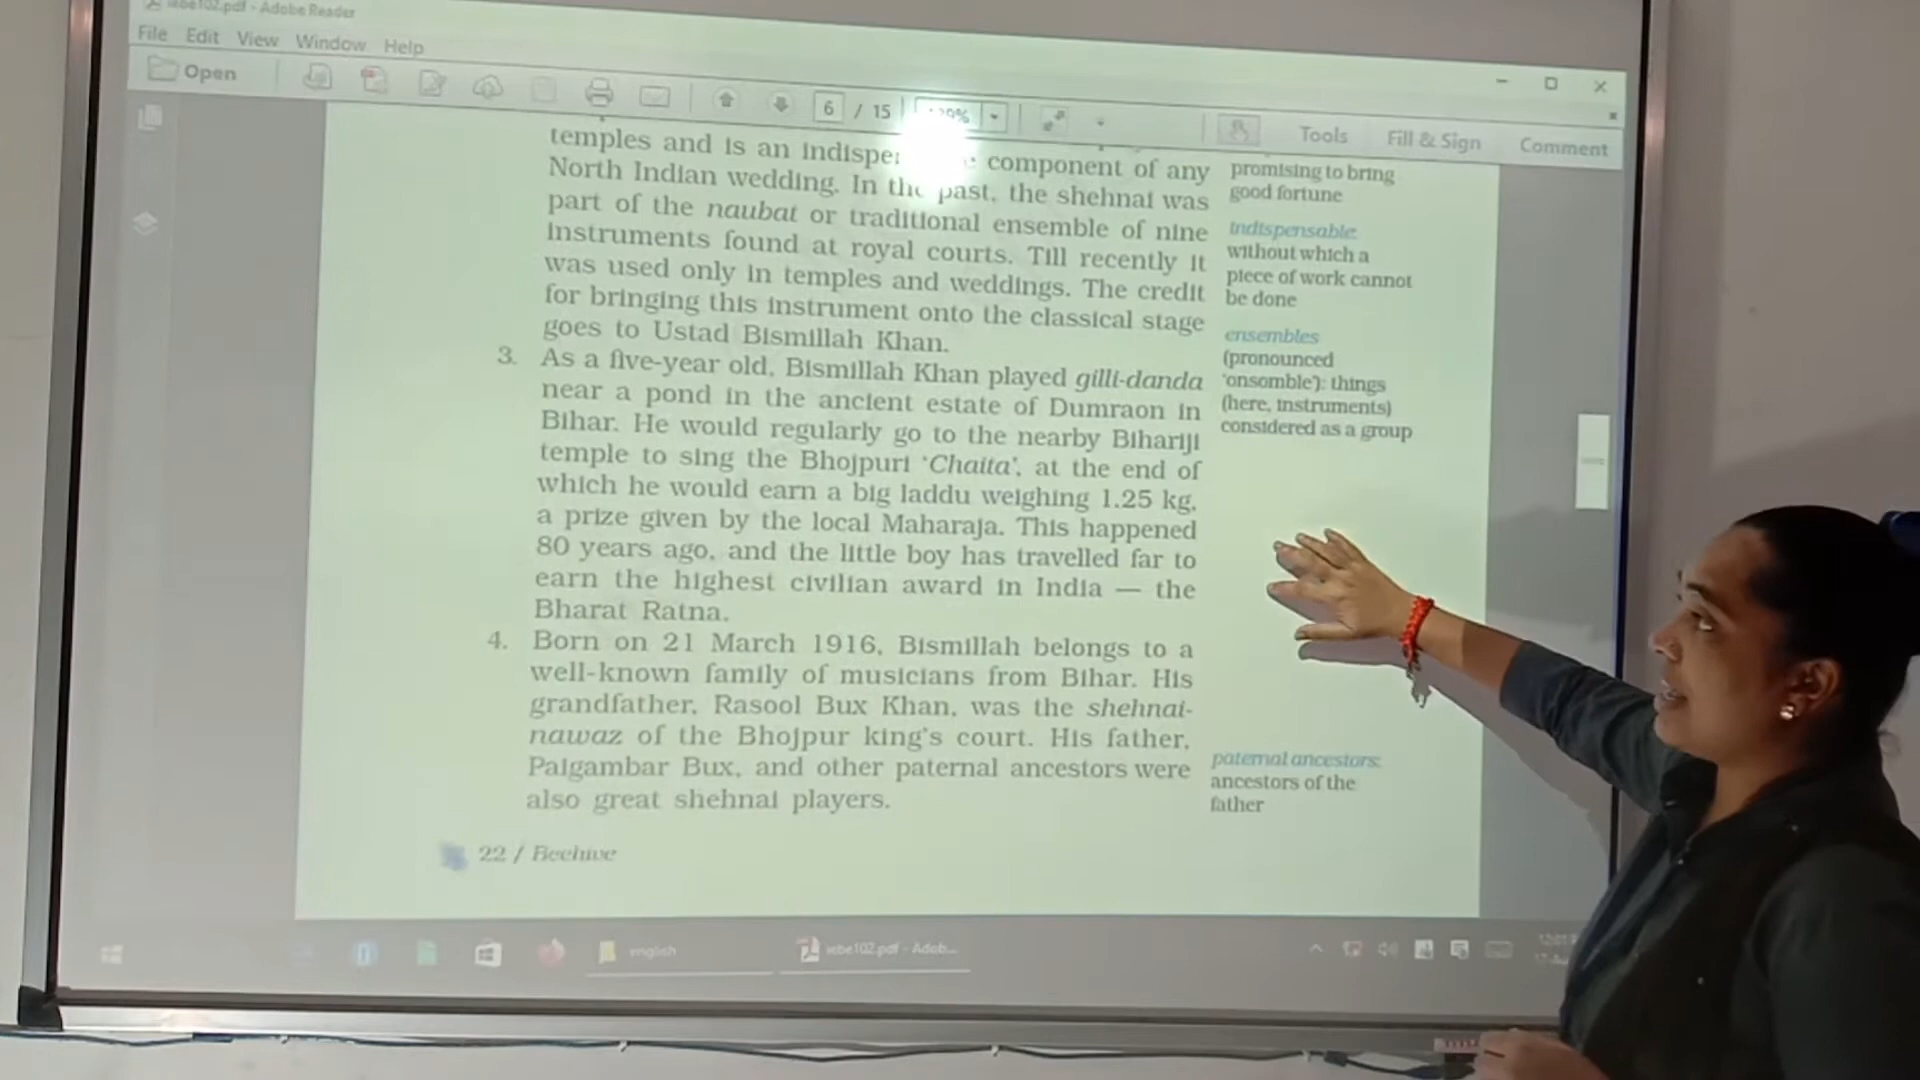 iebe102.pdf - Adobe Reader
File Edit View Window Help
Open
6 / 15
Tools Fill & Sign Comment
temples and is an component of any
North Indian wedding. In the past, the shehnai was
part of the naubat or traditional ensemble of nine
instruments found at royal courts. Till recently it
was used only in temples and weddings. The credit
for bringing this instrument onto the classical stage
goes to Ustad Bismillah Khan.
3. As a five-year old, Bismillah Khan played gilli-danda
near a pond in the ancient estate of Dumraon in
Bihar. He would regularly go to the nearby Bihariji
temple to sing the Bhojpuri ‘Chaita’, at the end of
which he would earn a big laddu weighing 1.25 kg,
a prize given by the local Maharaja. This happened
80 years ago, and the little boy has travelled far to
earn the highest civilian award in India — the
Bharat Ratna.
4. Born on 21 March 1916, Bismillah belongs to a
well-known family of musicians from Bihar. His
grandfather, Rasool Bux Khan, was the shehnai-
nawaz of the Bhojpur king’s court. His father,
Paigambar Bux, and other paternal ancestors were
also great shehnai players.
promising to bring
good fortune
indispensable:
without which a
piece of work cannot
be done
ensembles
(pronounced
‘onsomble’): things
(here, instruments)
considered as a group
paternal ancestors:
ancestors of the
father
22 / Beehive
english
iebe102.pdf - Adob...